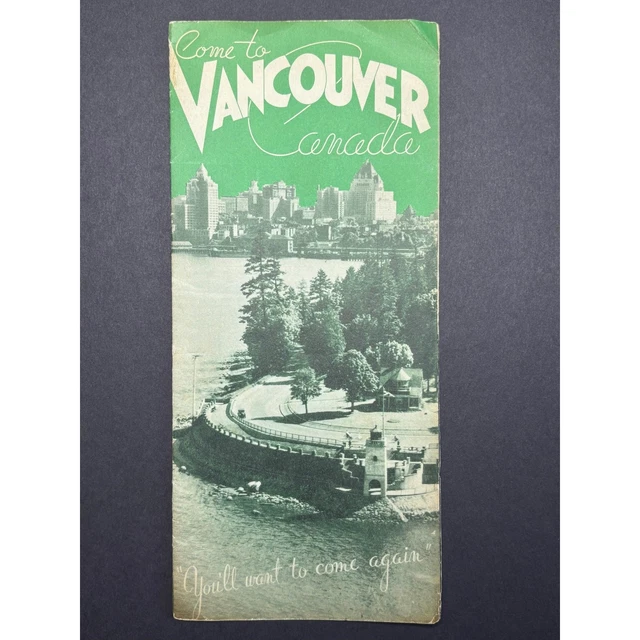 Come to
VANCOUVER
Canada
"You'll want to come again"